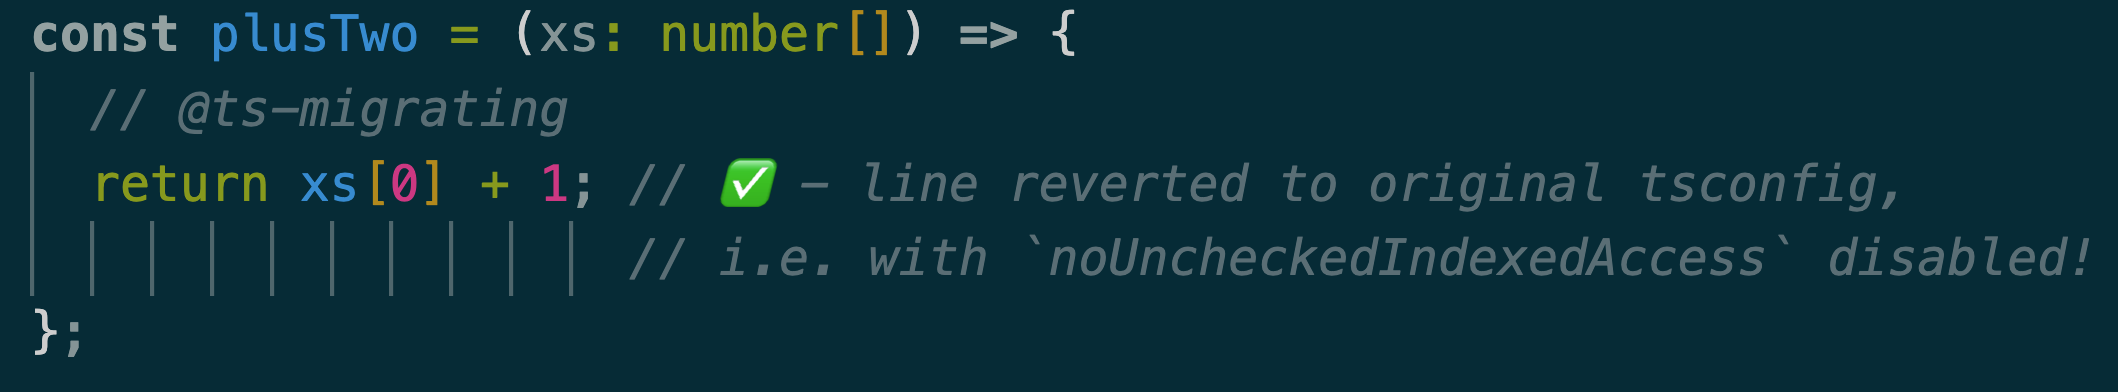 const plusTwo = (xs: number[]) => {
// @ts-migrating
return xs[0] + 1; // ✅ — line reverted to original tsconfig,
// i.e. with `noUncheckedIndexedAccess` disabled!
};